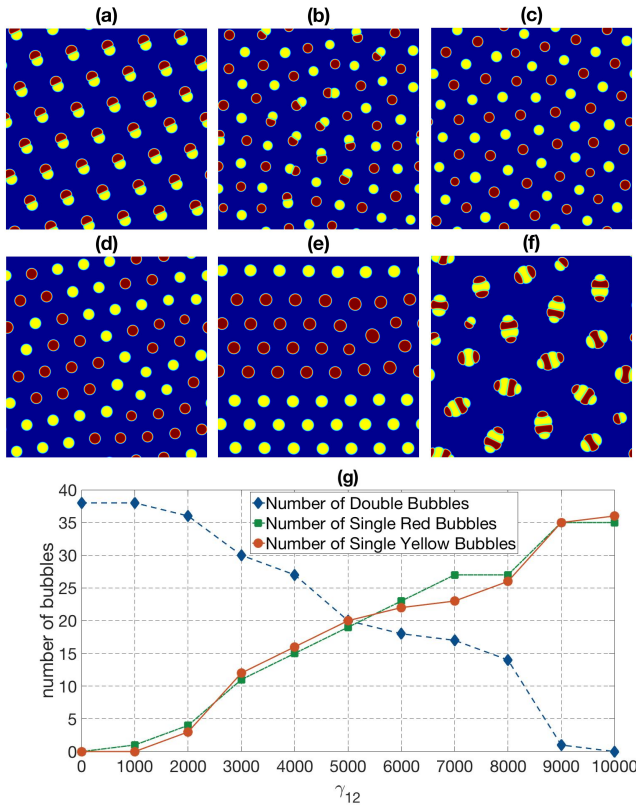 (a) (b) (c)
(d) (e) (f)
(g)
Number of Double Bubbles
Number of Single Red Bubbles
Number of Single Yellow Bubbles
number of bubbles
40
35
30
25
20
15
10
5
0
0 1000 2000 3000 4000 5000 6000 7000 8000 9000 10000
γ12